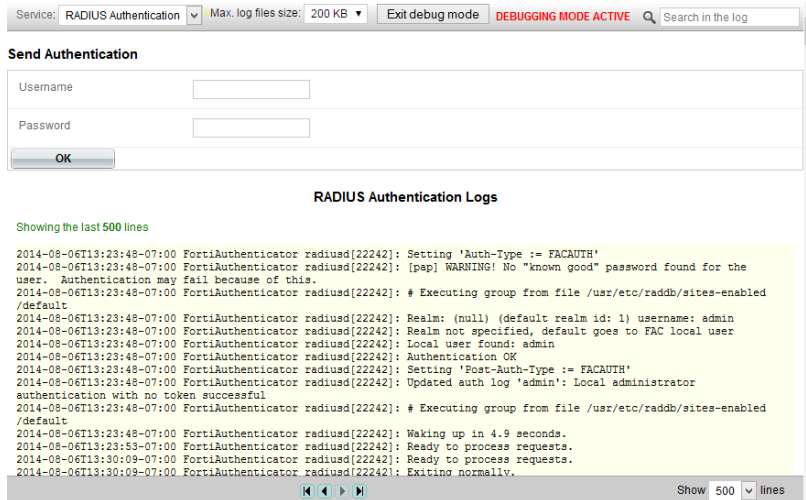 Service: RADIUS Authentication Max. log files size: 200 KB Exit debug mode DEBUGGING MODE ACTIVE Search in the log
Send Authentication
Username
Password
OK
RADIUS Authentication Logs
Showing the last 500 lines
2014-08-06T13:23:48-07:00 FortiAuthenticator radiusd[22242]: Setting 'Auth-Type := FACAUTH'
2014-08-06T13:23:48-07:00 FortiAuthenticator radiusd[22242]: [pap] WARNING! No "known good" password found for the
user.  Authentication may fail because of this.
2014-08-06T13:23:48-07:00 FortiAuthenticator radiusd[22242]: # Executing group from file /usr/etc/raddb/sites-enabled
/default
2014-08-06T13:23:48-07:00 FortiAuthenticator radiusd[22242]: Realm: (null) (default realm id: 1) username: admin
2014-08-06T13:23:48-07:00 FortiAuthenticator radiusd[22242]: Realm not specified, default goes to FAC local user
2014-08-06T13:23:48-07:00 FortiAuthenticator radiusd[22242]: Local user found: admin
2014-08-06T13:23:48-07:00 FortiAuthenticator radiusd[22242]: Authentication OK
2014-08-06T13:23:48-07:00 FortiAuthenticator radiusd[22242]: Setting 'Post-Auth-Type := FACAUTH'
2014-08-06T13:23:48-07:00 FortiAuthenticator radiusd[22242]: Updated auth log 'admin': Local administrator
authentication with no token successful
2014-08-06T13:23:48-07:00 FortiAuthenticator radiusd[22242]: # Executing group from file /usr/etc/raddb/sites-enabled
/default
2014-08-06T13:23:48-07:00 FortiAuthenticator radiusd[22242]: Waking up in 4.9 seconds.
2014-08-06T13:23:53-07:00 FortiAuthenticator radiusd[22242]: Ready to process requests.
2014-08-06T13:30:09-07:00 FortiAuthenticator radiusd[22242]: Ready to process requests.
2014-08-06T13:30:09-07:00 FortiAuthenticator radiusd[22242]: Exiting normally.
Show 500 lines